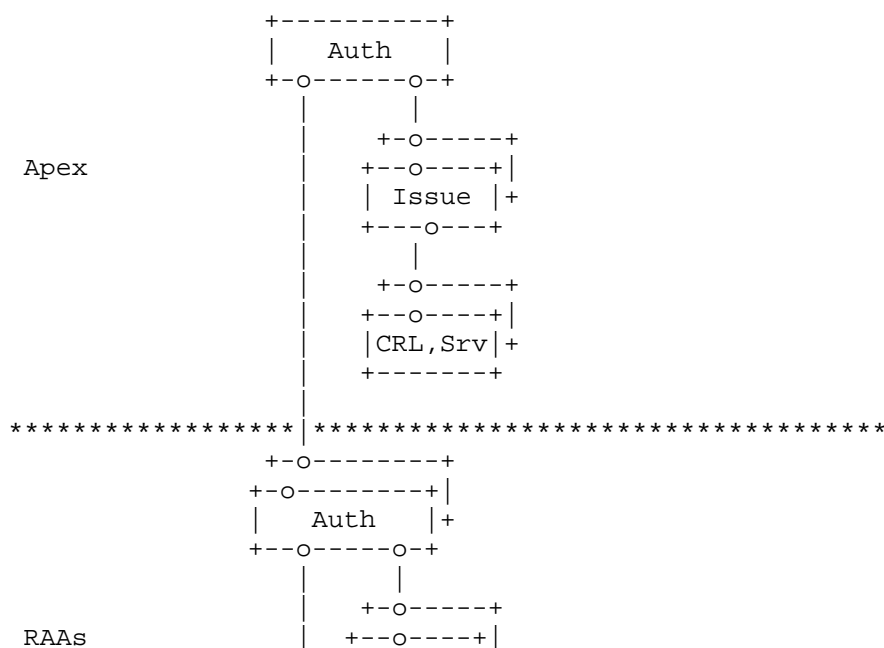 +-----------+
               |   Auth    |
               +-o------o-+
                 |      |
                 |    +-o-----+
Apex             |   +--o----+|
                 |   | Issue |+
                 |   +---o---+
                 |      |
                 |    +-o-----+
                 |   +--o----+|
                 |   |CRL,Srv|+
                 |   +-------+
                 |
******************|************************************
               +-o--------+
              +-o--------+|
              |   Auth   |+
              +--o-----o-+
                 |     |
                 |   +-o-----+
RAAs             |  +--o----+|